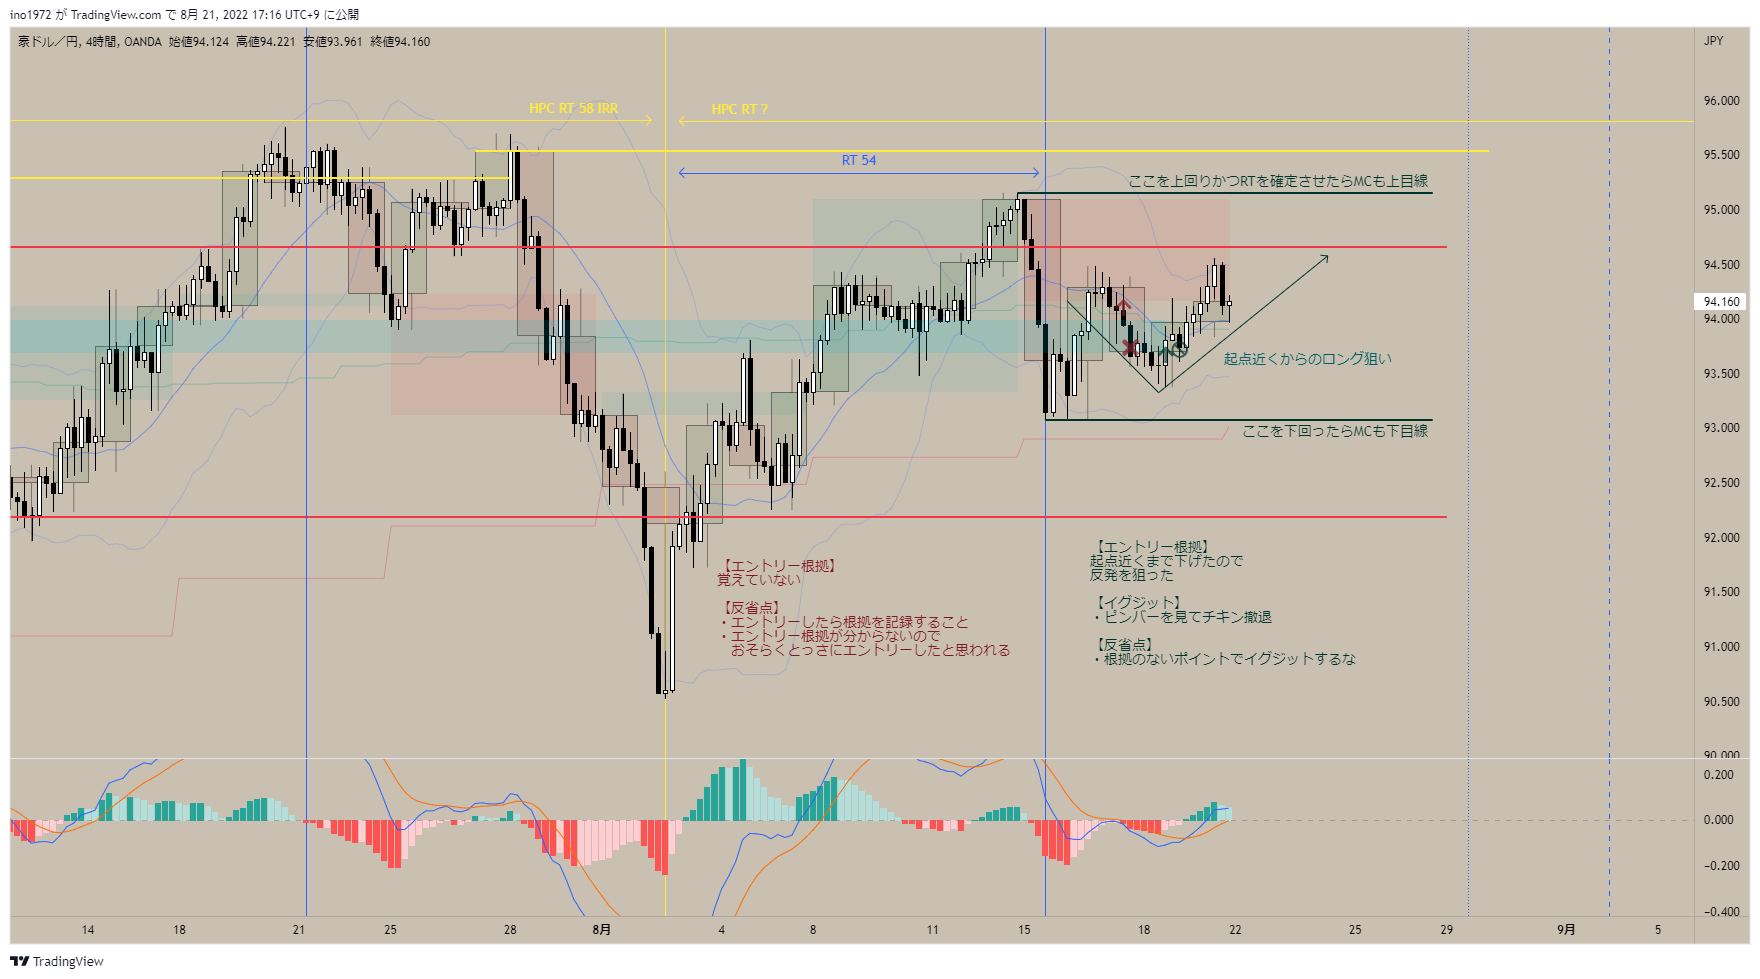 ino1972 が TradingView.com で 8月 21, 2022 17:16 UTC+9 に公開
豪ドル／円, 4時間, OANDA 始値94.124 高値94.221 安値93.961 終値94.160
JPY
HPC RT 58 IRR
HPC RT ?
RT 54
ここを上回りかつRTを確定させたらMCも上目線
起点近くからのロング狙い
ここを下回ったらMCも下目線
【エントリー根拠】
覚えていない
【反省点】
・エントリーしたら根拠を記録すること
・エントリー根拠が分からないので
おそらくとっさにエントリーしたと思われる
【エントリー根拠】
起点近くまで下げたので
反発を狙った
【イグジット】
・ピンバーを見てチキン撤退
【反省点】
・根拠のないポイントでイグジットするな
96.000
95.500
95.000
94.500
94.160
94.000
93.500
93.000
92.500
92.000
91.500
91.000
90.500
90.000
0.200
0.000
−0.200
−0.400
14 18 21 25 28 8月 4 8 11 15 18 22 25 29 9月 5
TradingView